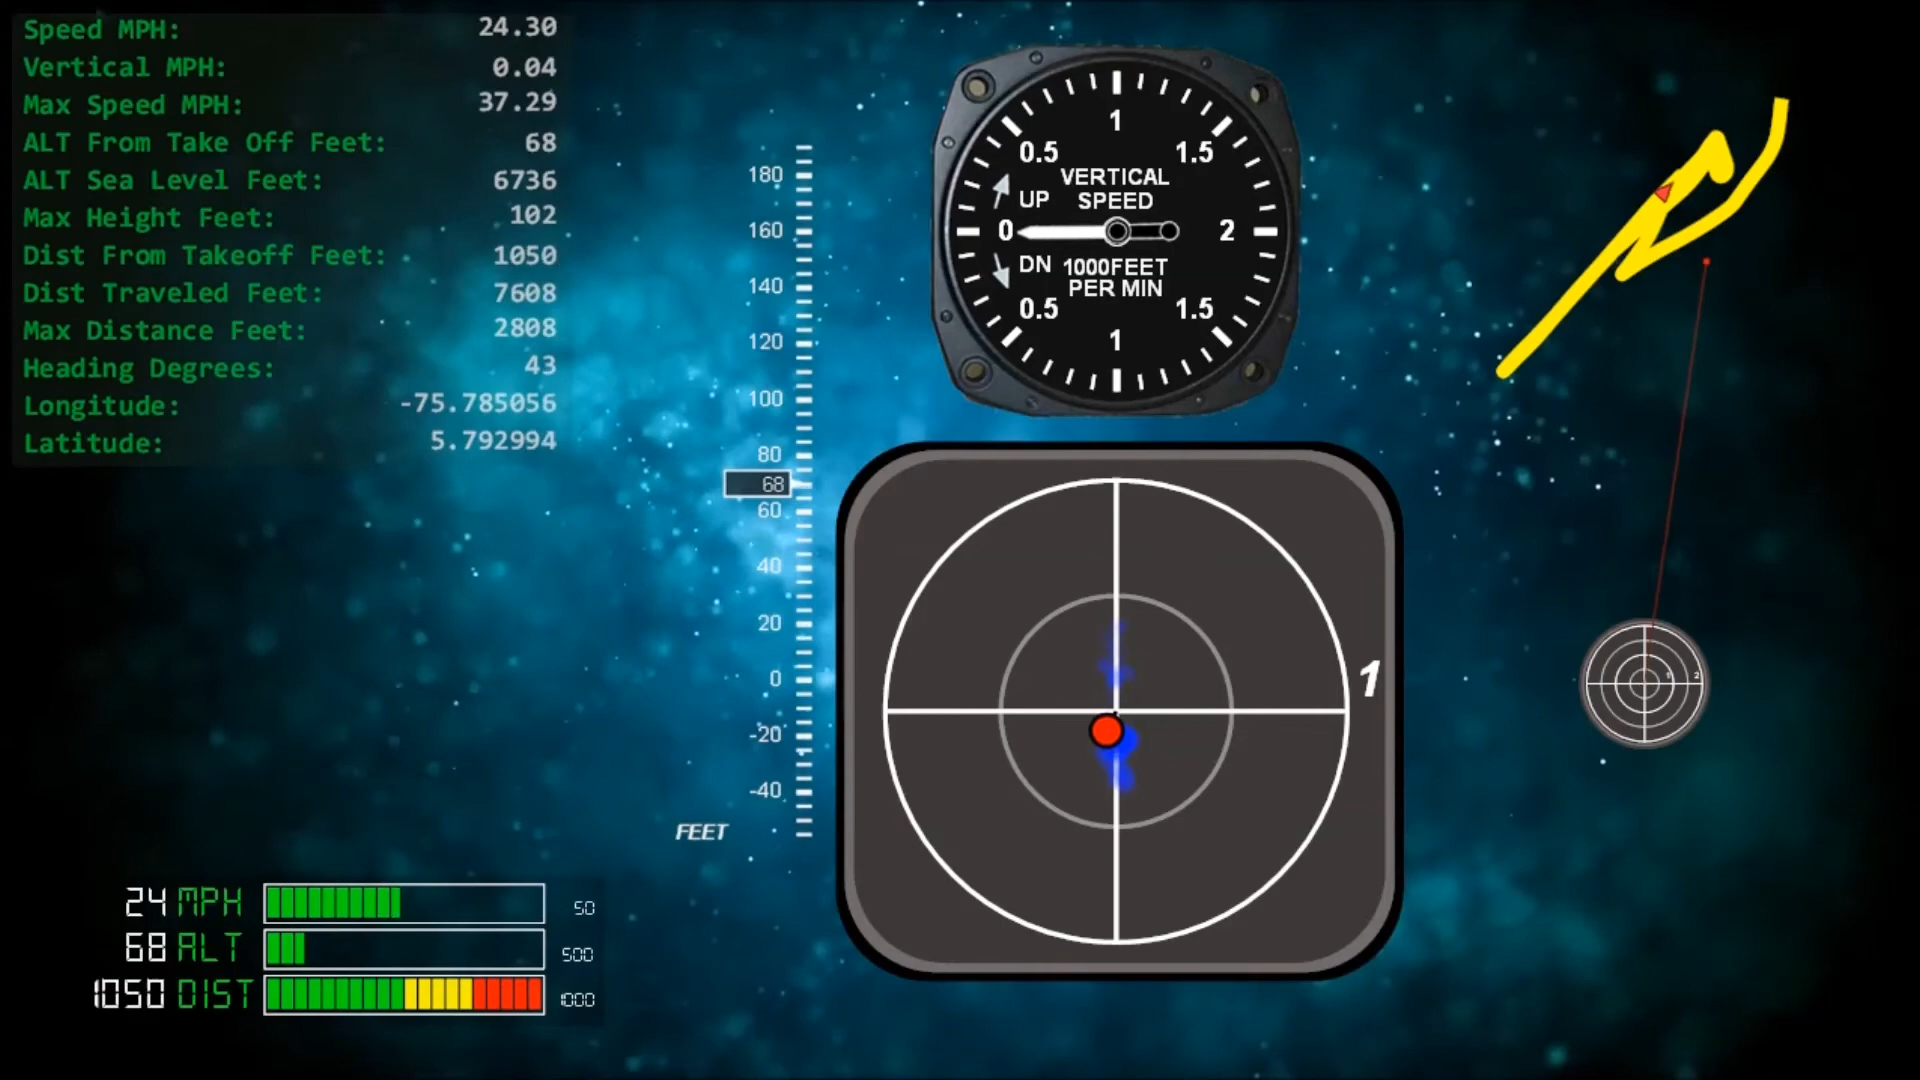 Speed MPH: 24.30
Vertical MPH: 0.04
Max Speed MPH: 37.29
ALT From Take Off Feet: 68
ALT Sea Level Feet: 6736
Max Height Feet: 102
Dist From Takeoff Feet: 1050
Dist Traveled Feet: 7608
Max Distance Feet: 2808
Heading Degrees: 43
Longitude: -75.785056
Latitude: 5.792994
180
160
140
120
100
80
68
60
40
20
0
-20
-40
FEET
1
0.5 1.5
VERTICAL
UP SPEED
0 2
DN 1000FEET
PER MIN
0.5 1.5
1
1
1 2
24 MPH 50
68 ALT 500
1050 DIST 1000